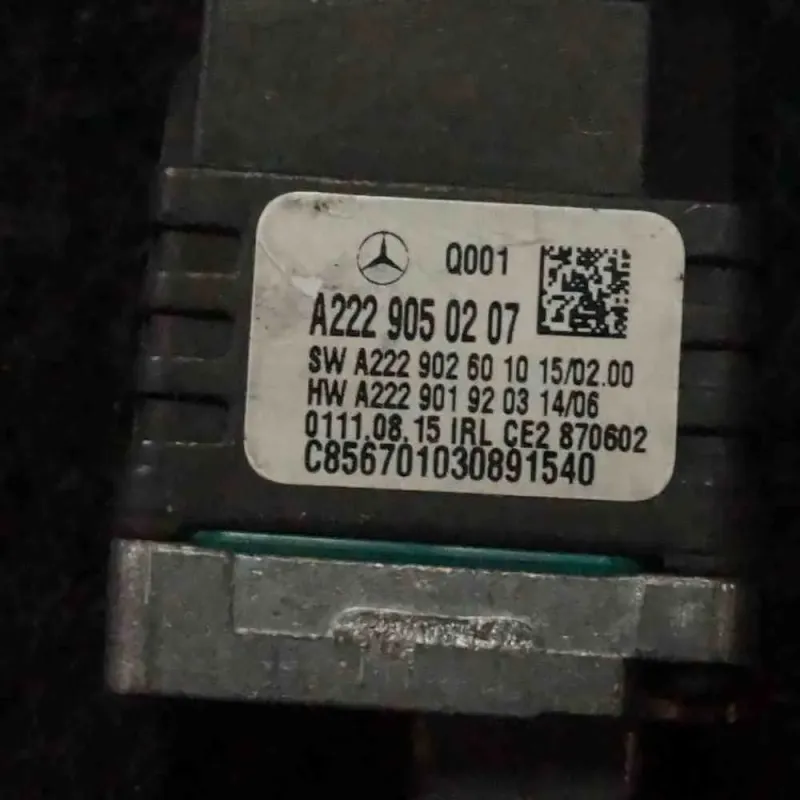 Q001
A222 905 02 07
SW A222 902 60 10 15/02.00
HW A222 901 92 03 14/06
0111.08.15 IRL CE2 870602
C856701030891540